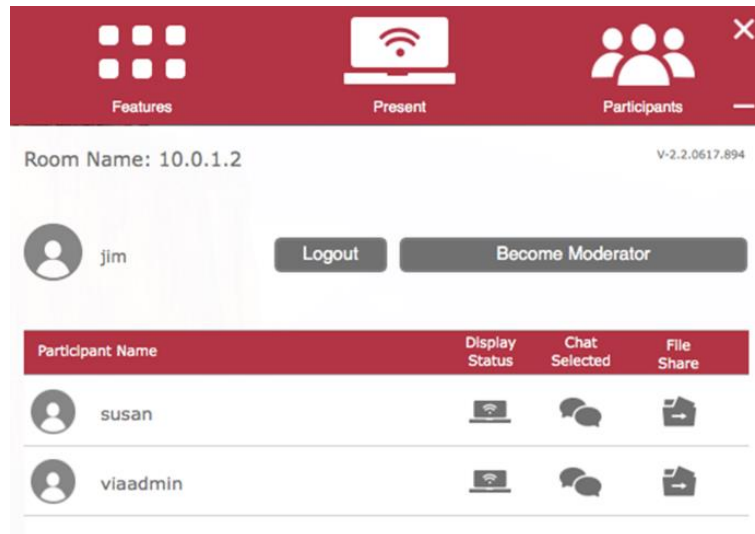 Features Present Participants
Room Name: 10.0.1.2 V-2.2.0617.894
jim Logout Become Moderator
Participant Name Display Status Chat Selected File Share
susan
viaadmin